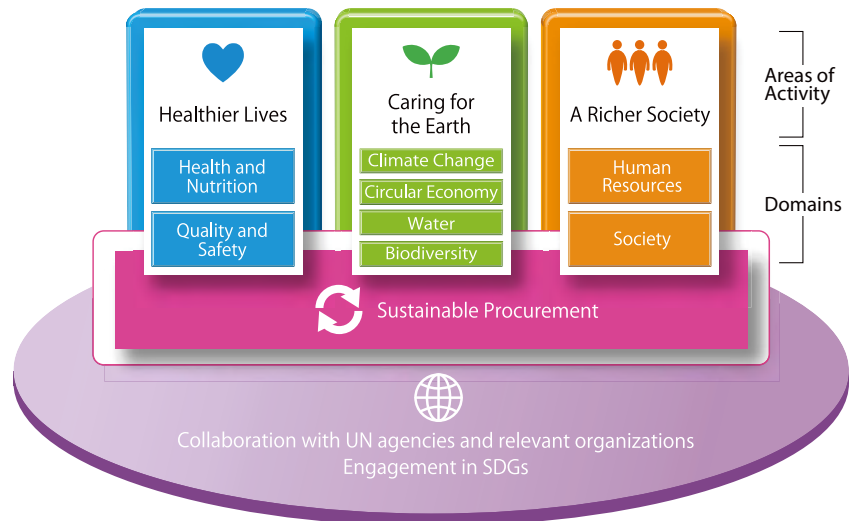 Healthier Lives
Health and
Nutrition
Quality and
Safety
Caring for
the Earth
Climate Change
Circular Economy
Water
Biodiversity
A Richer Society
Human
Resources
Society
Areas of
Activity
Domains
Sustainable Procurement
Collaboration with UN agencies and relevant organizations
Engagement in SDGs